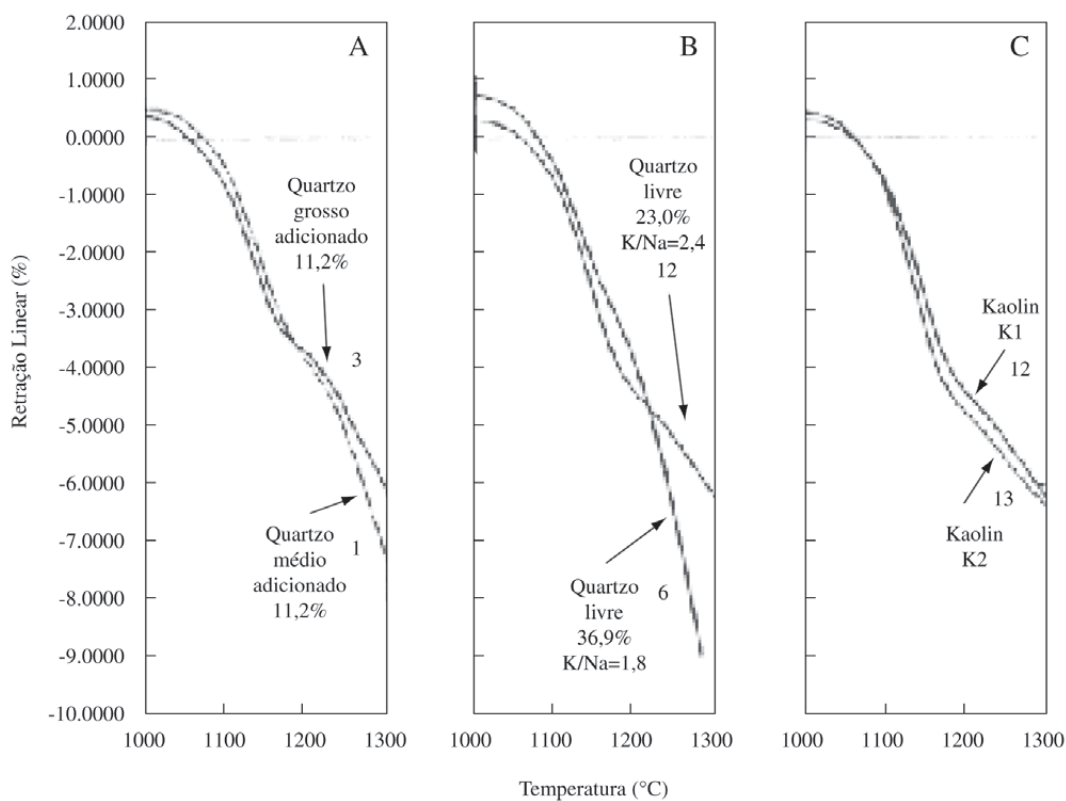 2.0000
1.0000
0.0000
-1.0000
-2.0000
-3.0000
-4.0000
-5.0000
-6.0000
-7.0000
-8.0000
-9.0000
-10.0000
Retração Linear (%)
A
Quartzo
grosso
adicionado
11,2%
3
Quartzo
médio
adicionado
11,2%
1
1000
1100
1200
1300
B
Quartzo
livre
23,0%
K/Na=2,4
12
Quartzo
livre
36,9%
K/Na=1,8
6
1000
1100
1200
1300
C
Kaolin
K1
12
13
Kaolin
K2
1000
1100
1200
1300
Temperatura (°C)